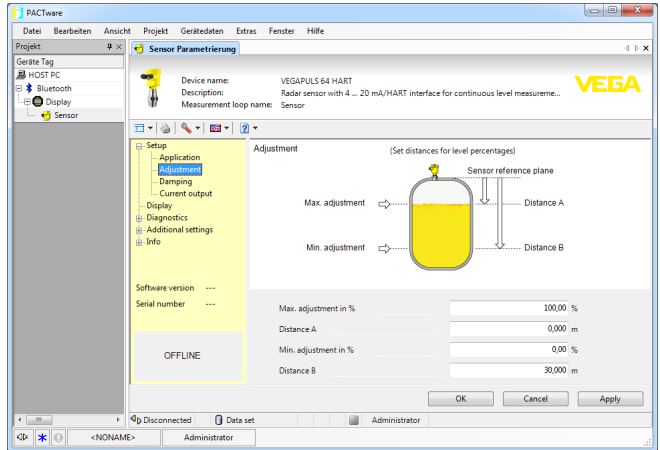 PACTware
Datei Bearbeiten Ansicht Projekt Gerätedaten Extras Fenster Hilfe
Projekt
Geräte Tag
HOST PC
Bluetooth
Display
Sensor
Sensor Parametrierung
Device name: VEGAPULS 64 HART
Description: Radar sensor with 4 ... 20 mA/HART interface for continuous level measureme...
Measurement loop name: Sensor
VEGA
Setup
Application
Adjustment
Damping
Current output
Display
Diagnostics
Additional settings
Info
Software version ---
Serial number ---
OFFLINE
Adjustment (Set distances for level percentages)
Sensor reference plane
Max. adjustment Distance A
Min. adjustment Distance B
Max. adjustment in % 100,00 %
Distance A 0,000 m
Min. adjustment in % 0,00 %
Distance B 30,000 m
OK Cancel Apply
Disconnected Data set Administrator
<NONAME> Administrator